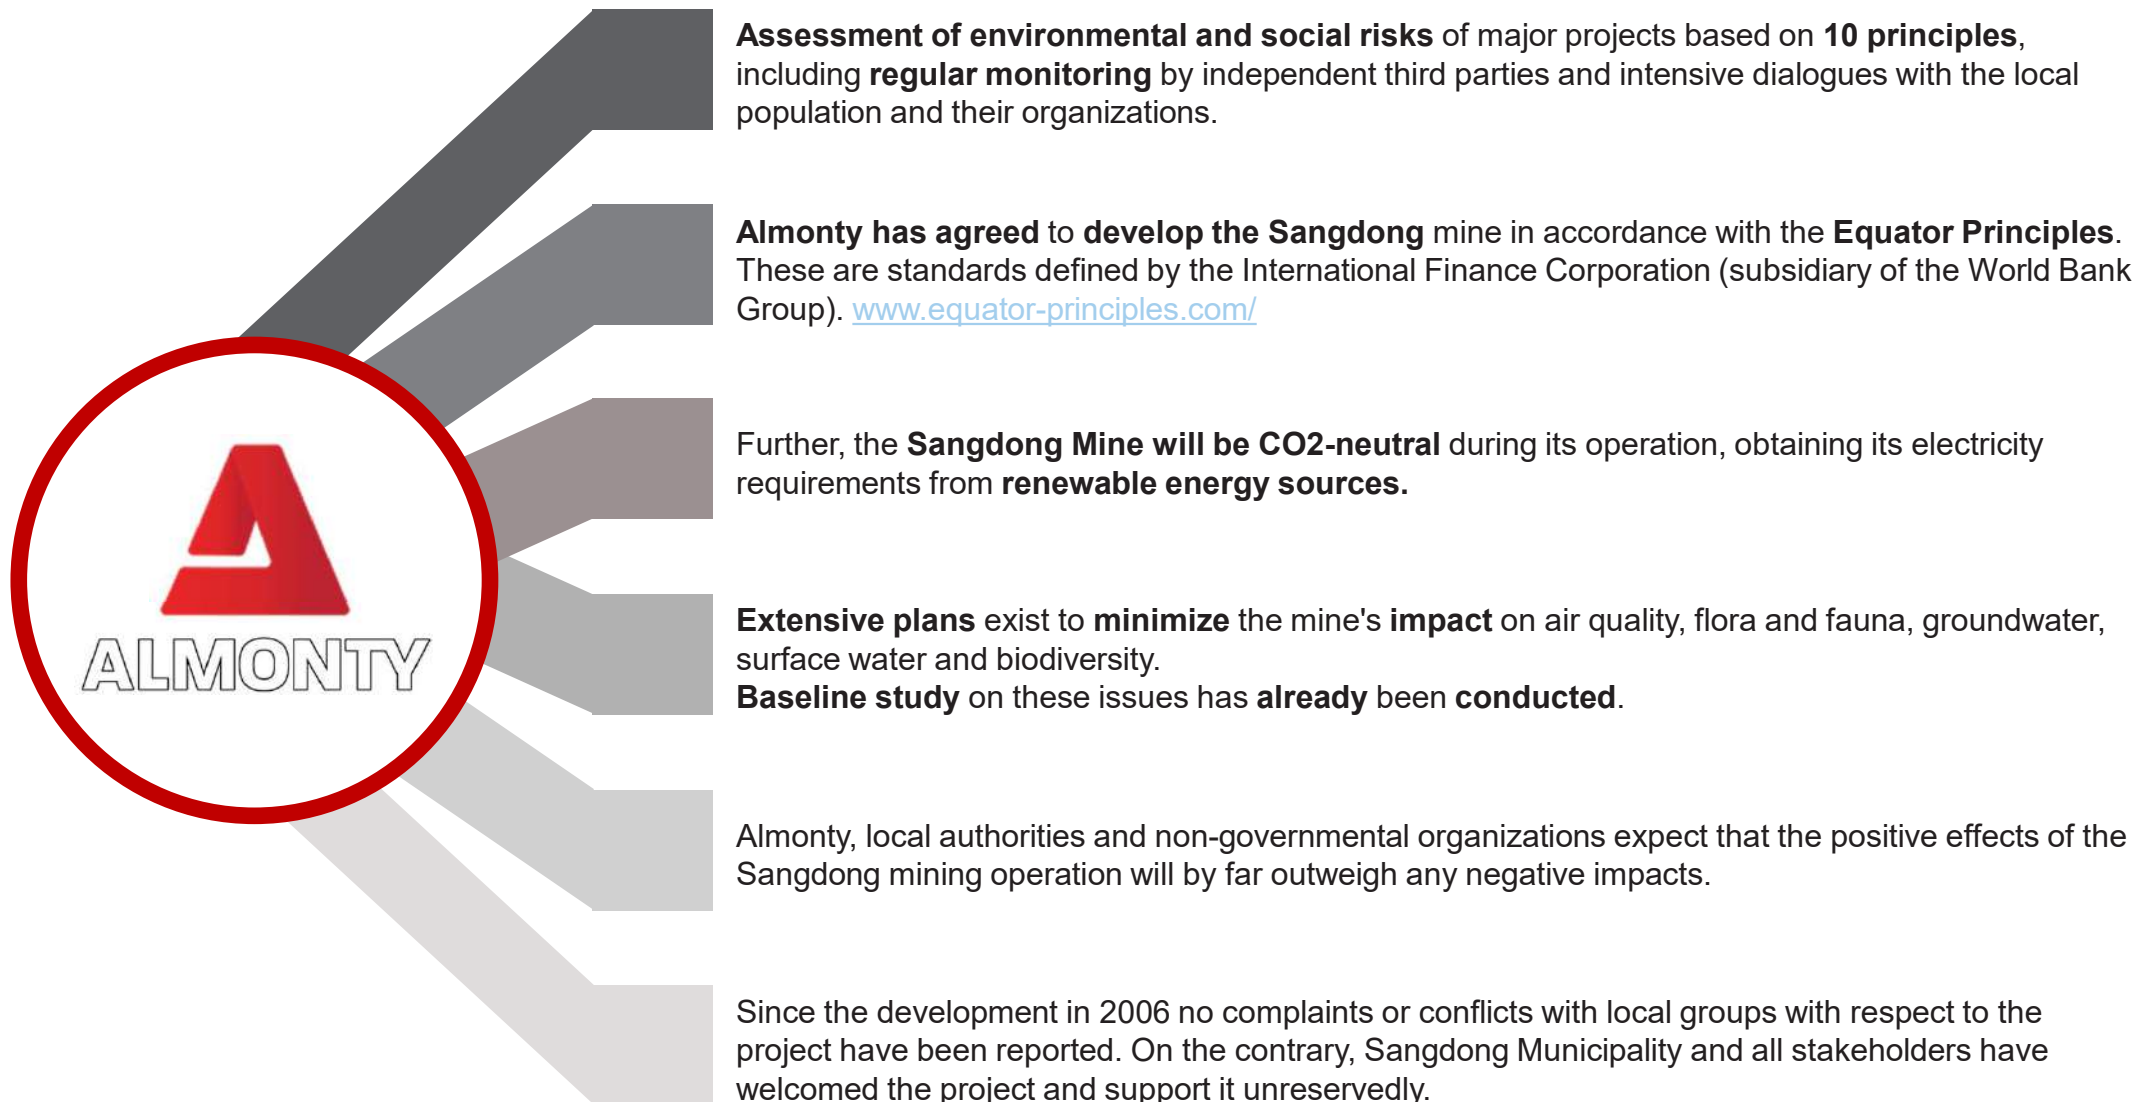 Assessment of environmental and social risks of major projects based on 10 principles,
including regular monitoring by independent third parties and intensive dialogues with the local
population and their organizations.
Almonty has agreed to develop the Sangdong mine in accordance with the Equator Principles.
These are standards defined by the International Finance Corporation (subsidiary of the World Bank
Group). www.equator-principles.com/
Further, the Sangdong Mine will be CO2-neutral during its operation, obtaining its electricity
requirements from renewable energy sources.
ALMONTY
Extensive plans exist to minimize the mine's impact on air quality, flora and fauna, groundwater,
surface water and biodiversity.
Baseline study on these issues has already been conducted.
Almonty, local authorities and non-governmental organizations expect that the positive effects of the
Sangdong mining operation will by far outweigh any negative impacts.
Since the development in 2006 no complaints or conflicts with local groups with respect to the
project have been reported. On the contrary, Sangdong Municipality and all stakeholders have
welcomed the project and support it unreservedly.